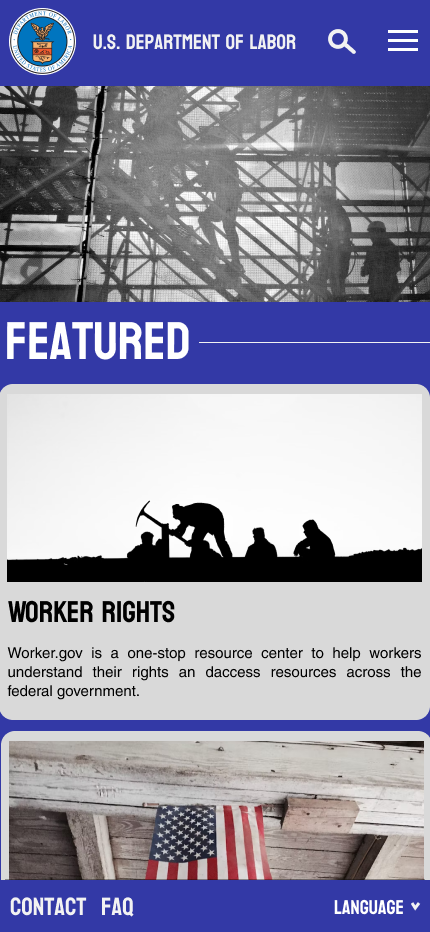 U.S. DEPARTMENT OF LABOR
FEATURED
WORKER RIGHTS
Worker.gov is a one-stop resource center to help workers
understand their rights an daccess resources across the
federal government.
CONTACT FAQ
LANGUAGE